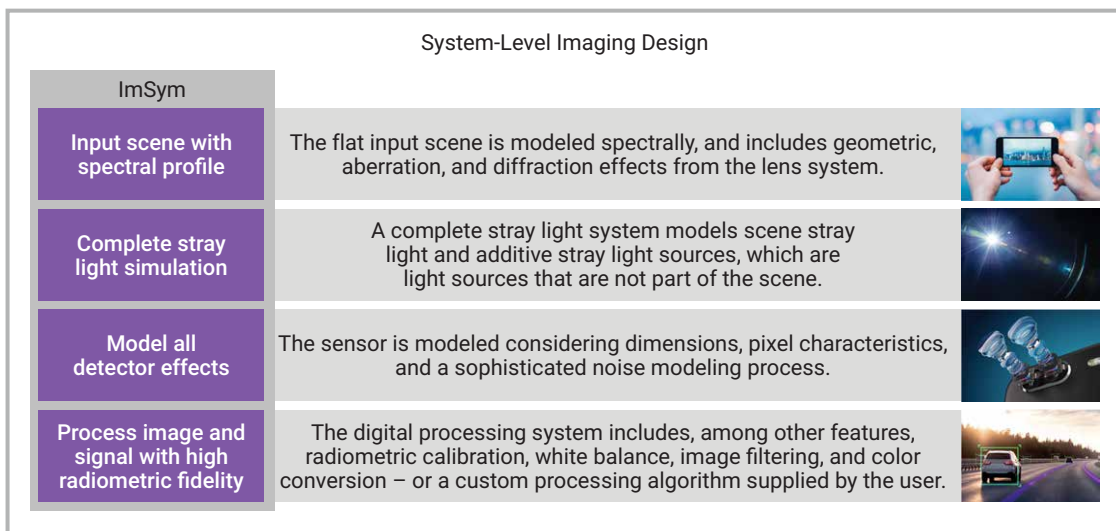 System-Level Imaging Design
ImSym
Input scene with
spectral profile
The flat input scene is modeled spectrally, and includes geometric,
aberration, and diffraction effects from the lens system.
Complete stray
light simulation
A complete stray light system models scene stray
light and additive stray light sources, which are
light sources that are not part of the scene.
Model all
detector effects
The sensor is modeled considering dimensions, pixel characteristics,
and a sophisticated noise modeling process.
Process image and
signal with high
radiometric fidelity
The digital processing system includes, among other features,
radiometric calibration, white balance, image filtering, and color
conversion – or a custom processing algorithm supplied by the user.